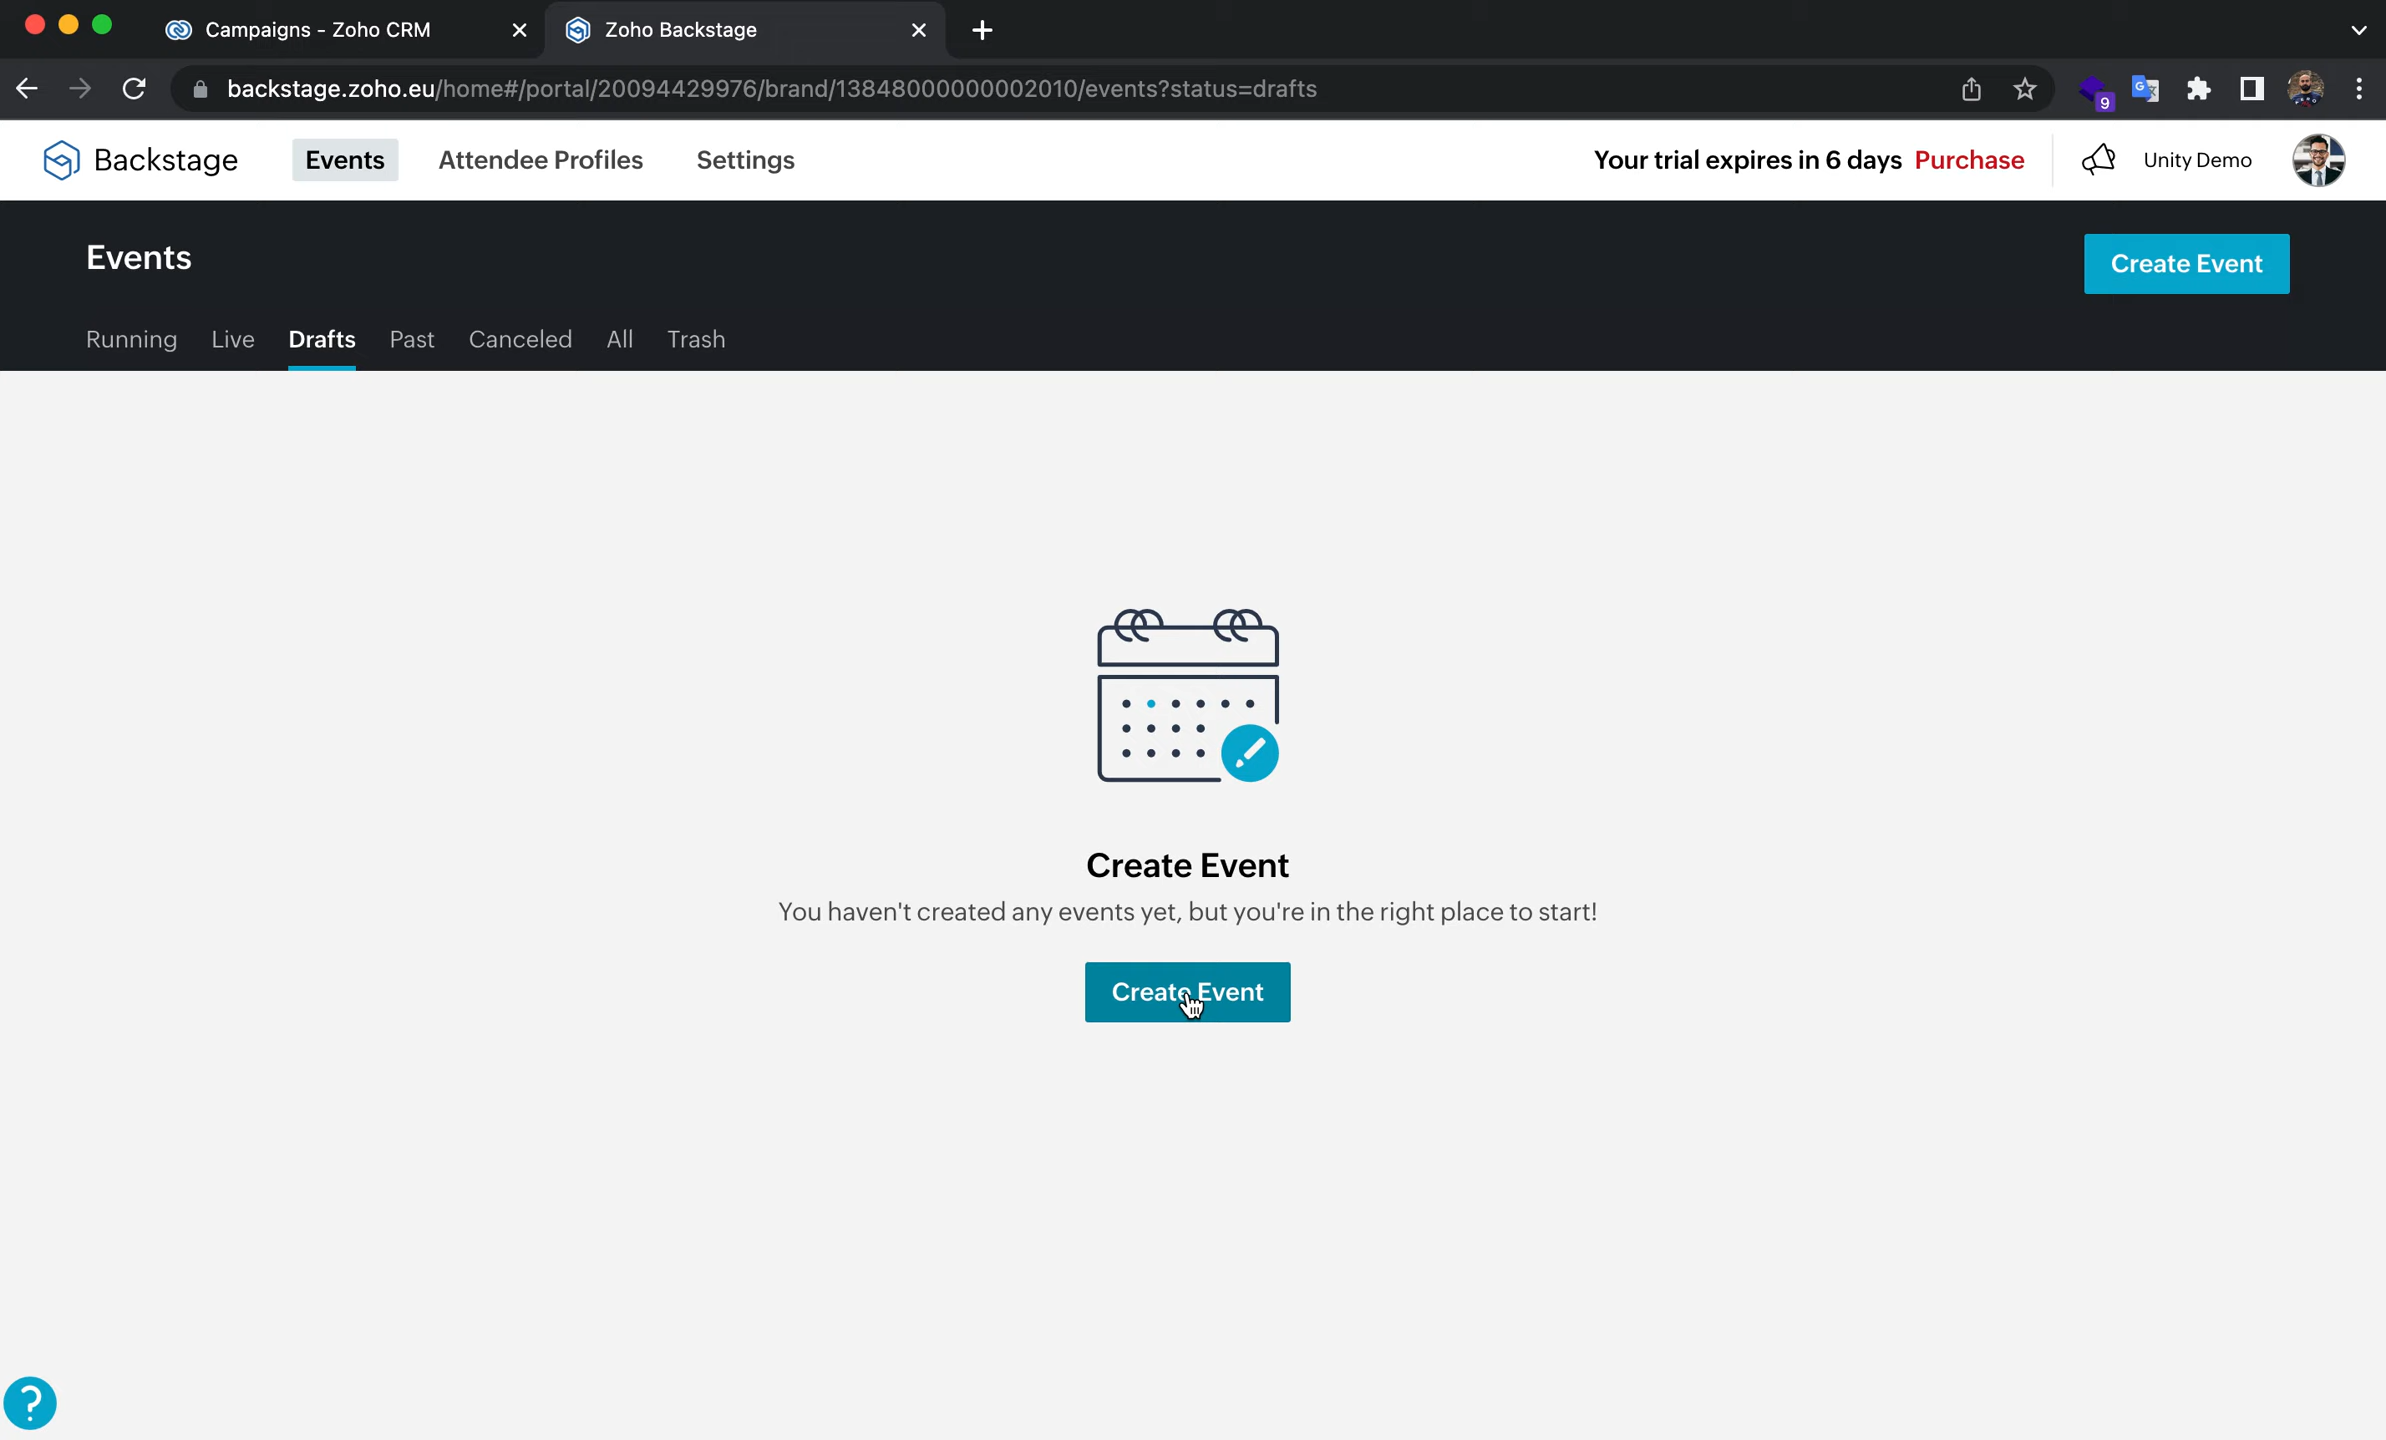 Campaigns - Zoho CRM
Zoho Backstage
backstage.zoho.eu/home#/portal/20094429976/brand/13848000000002010/events?status=drafts
9
Backstage
Events
Attendee Profiles
Settings
Your trial expires in 6 days Purchase
Unity Demo
Events
Create Event
Running
Live
Drafts
Past
Canceled
All
Trash
Create Event
You haven't created any events yet, but you're in the right place to start!
Create Event
?